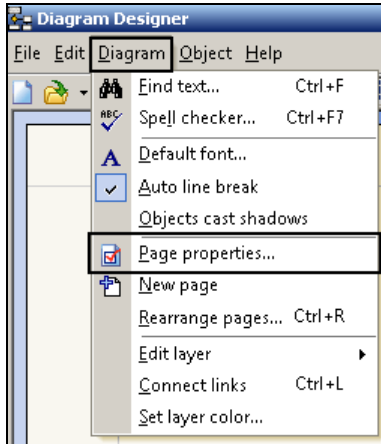 Diagram Designer
File Edit Diagram Object Help
Find text... Ctrl+F
ABC Spell checker... Ctrl+F7
A Default font...
Auto line break
Objects cast shadows
Page properties...
New page
Rearrange pages... Ctrl+R
Edit layer
Connect links Ctrl+L
Set layer color...